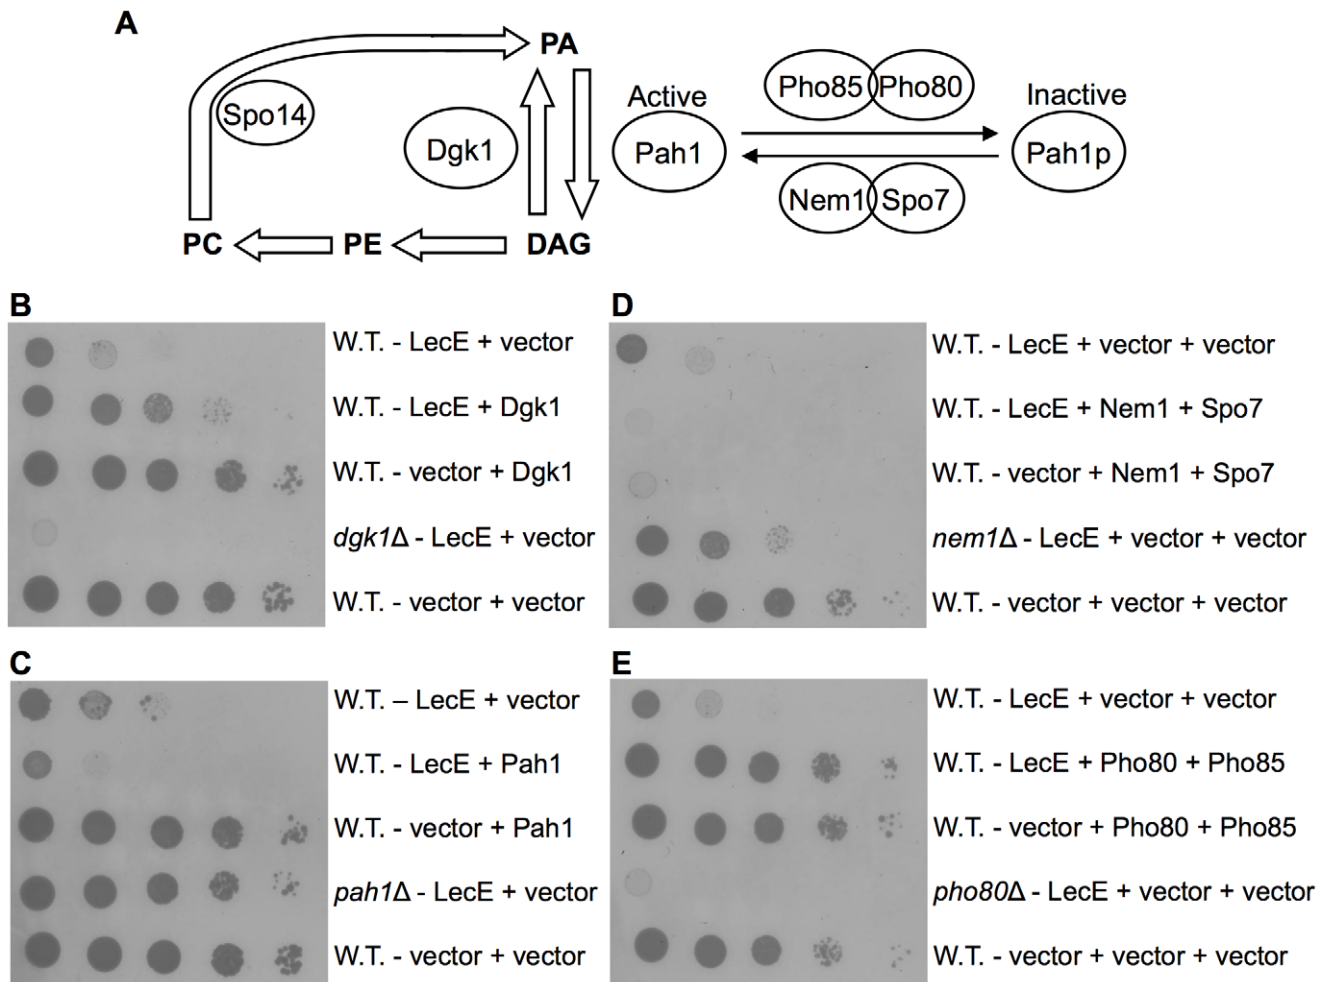 A
PA
Spo14
Dgk1
Active
Pah1
Pho85 Pho80
Inactive
Pah1p
Nem1 Spo7
PC
PE
DAG
B
W.T. - LecE + vector
W.T. - LecE + Dgk1
W.T. - vector + Dgk1
dgk1Δ - LecE + vector
W.T. - vector + vector
D
W.T. - LecE + vector + vector
W.T. - LecE + Nem1 + Spo7
W.T. - vector + Nem1 + Spo7
nem1Δ - LecE + vector + vector
W.T. - vector + vector + vector
C
W.T. – LecE + vector
W.T. - LecE + Pah1
W.T. - vector + Pah1
pah1Δ - LecE + vector
W.T. - vector + vector
E
W.T. - LecE + vector + vector
W.T. - LecE + Pho80 + Pho85
W.T. - vector + Pho80 + Pho85
pho80Δ - LecE + vector + vector
W.T. - vector + vector + vector